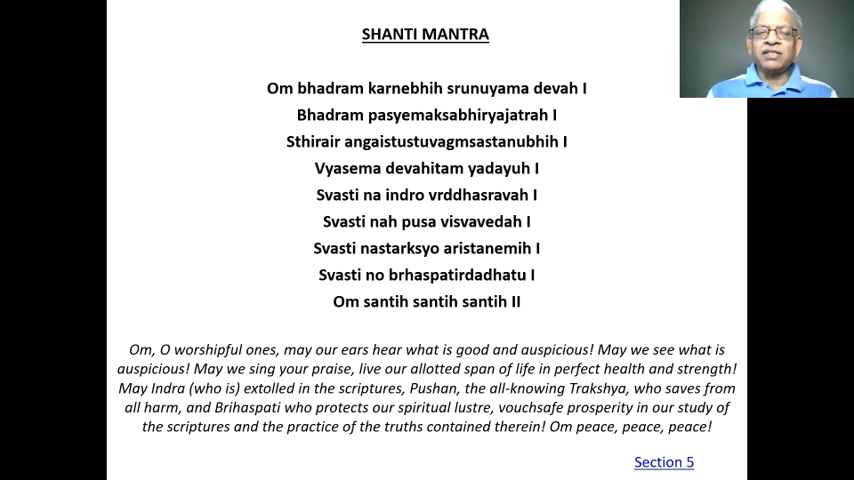 SHANTI MANTRA
Om bhadram karnebhih srunuyama devah I
Bhadram pasyemaksabhiryajatrah I
Sthirair angaistustuvagmsastanubhih I
Vyasema devahitam yadayuh I
Svasti na indro vrddhasravah I
Svasti nah pusa visvavedah I
Svasti nastarksyo aristanemih I
Svasti no brhaspatirdadhatu I
Om santih santih santih II
Om, O worshipful ones, may our ears hear what is good and auspicious! May we see what is
auspicious! May we sing your praise, live our allotted span of life in perfect health and strength!
May Indra (who is) extolled in the scriptures, Pushan, the all-knowing Trakshya, who saves from
all harm, and Brihaspati who protects our spiritual lustre, vouchsafe prosperity in our study of
the scriptures and the practice of the truths contained therein! Om peace, peace, peace!
Section 5